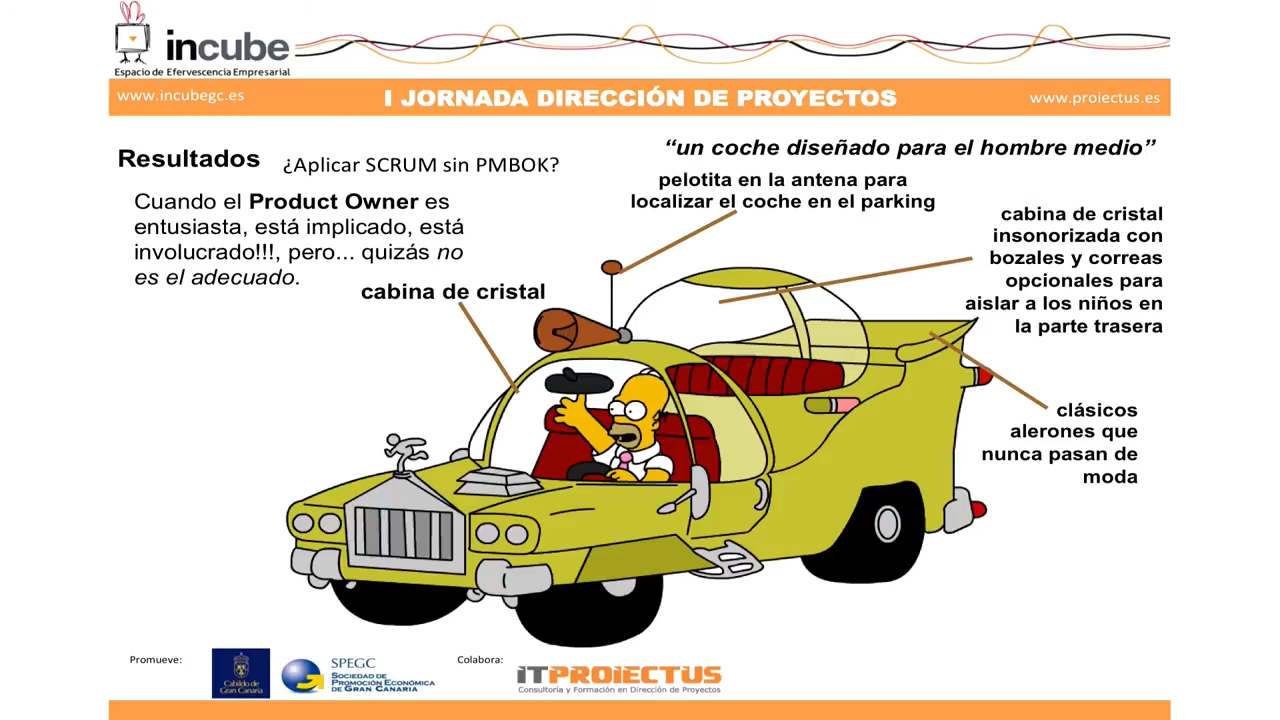 incube
Espacio de Efervescencia Empresarial
www.incubegc.es
I JORNADA DIRECCIÓN DE PROYECTOS
www.proiectus.es
Resultados
¿Aplicar SCRUM sin PMBOK?
“un coche diseñado para el hombre medio”
Cuando el Product Owner es
entusiasta, está implicado, está
involucrado!!!, pero... quizás no
es el adecuado.
pelotita en la antena para
localizar el coche en el parking
cabina de cristal
insonorizada con
bozales y correas
opcionales para
aislar a los niños en
la parte trasera
cabina de cristal
clásicos
alerones que
nunca pasan de
moda
Promueve:
Cabildo de
Gran Canaria
SPEGC
Sociedad de
Promoción Económica
de Gran Canaria
Colabora:
iTPROiECTUS
Consultoría y Formación en Dirección de Proyectos